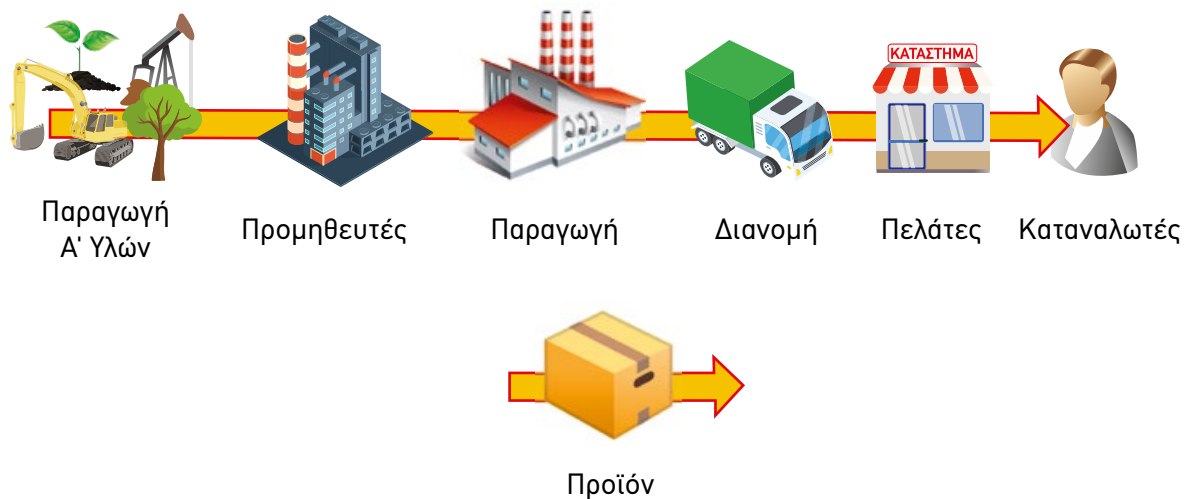 ΚΑΤΑΣΤΗΜΑ
Παραγωγή
Α' Υλών
Προμηθευτές
Παραγωγή
Διανομή
Πελάτες
Καταναλωτές
Προϊόν